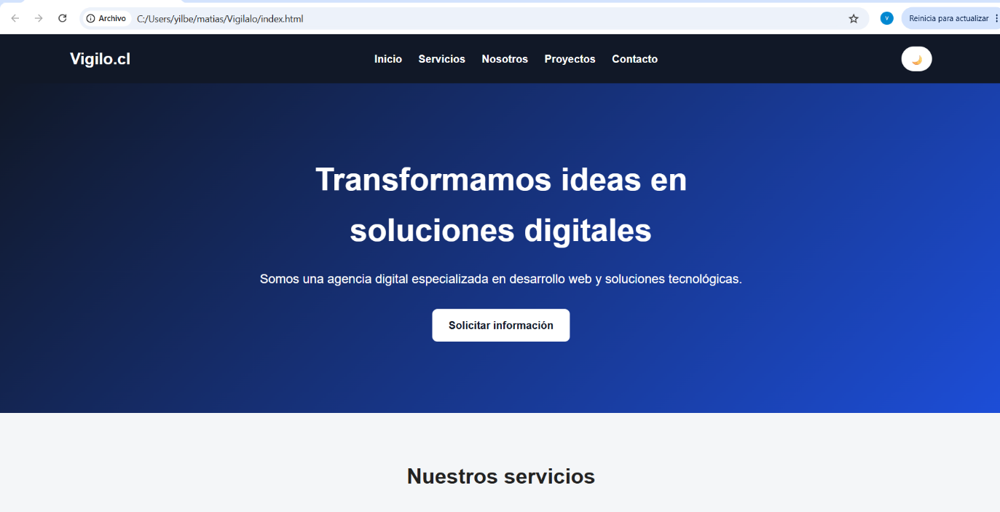 Archivo
C:/Users/yilbe/matias/Vigilalo/index.html
v
Reinicia para actualizar
Vigilo.cl
Inicio Servicios Nosotros Proyectos Contacto
Transformamos ideas en
soluciones digitales
Somos una agencia digital especializada en desarrollo web y soluciones tecnológicas.
Solicitar información
Nuestros servicios